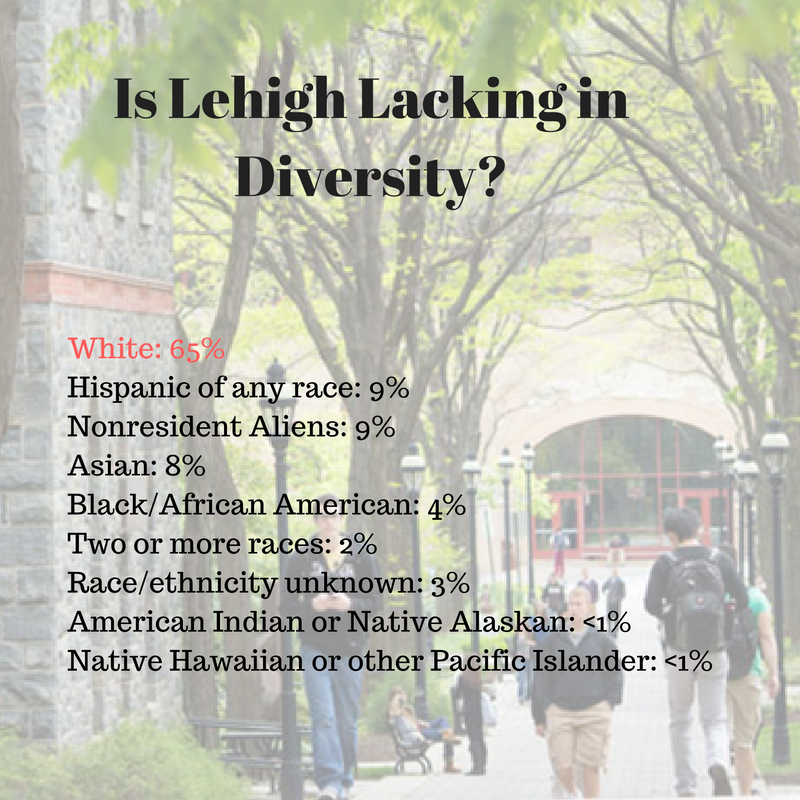 Is Lehigh Lacking in
Diversity?
White: 65%
Hispanic of any race: 9%
Nonresident Aliens: 9%
Asian: 8%
Black/African American: 4%
Two or more races: 2%
Race/ethnicity unknown: 3%
American Indian or Native Alaskan: <1%
Native Hawaiian or other Pacific Islander: <1%